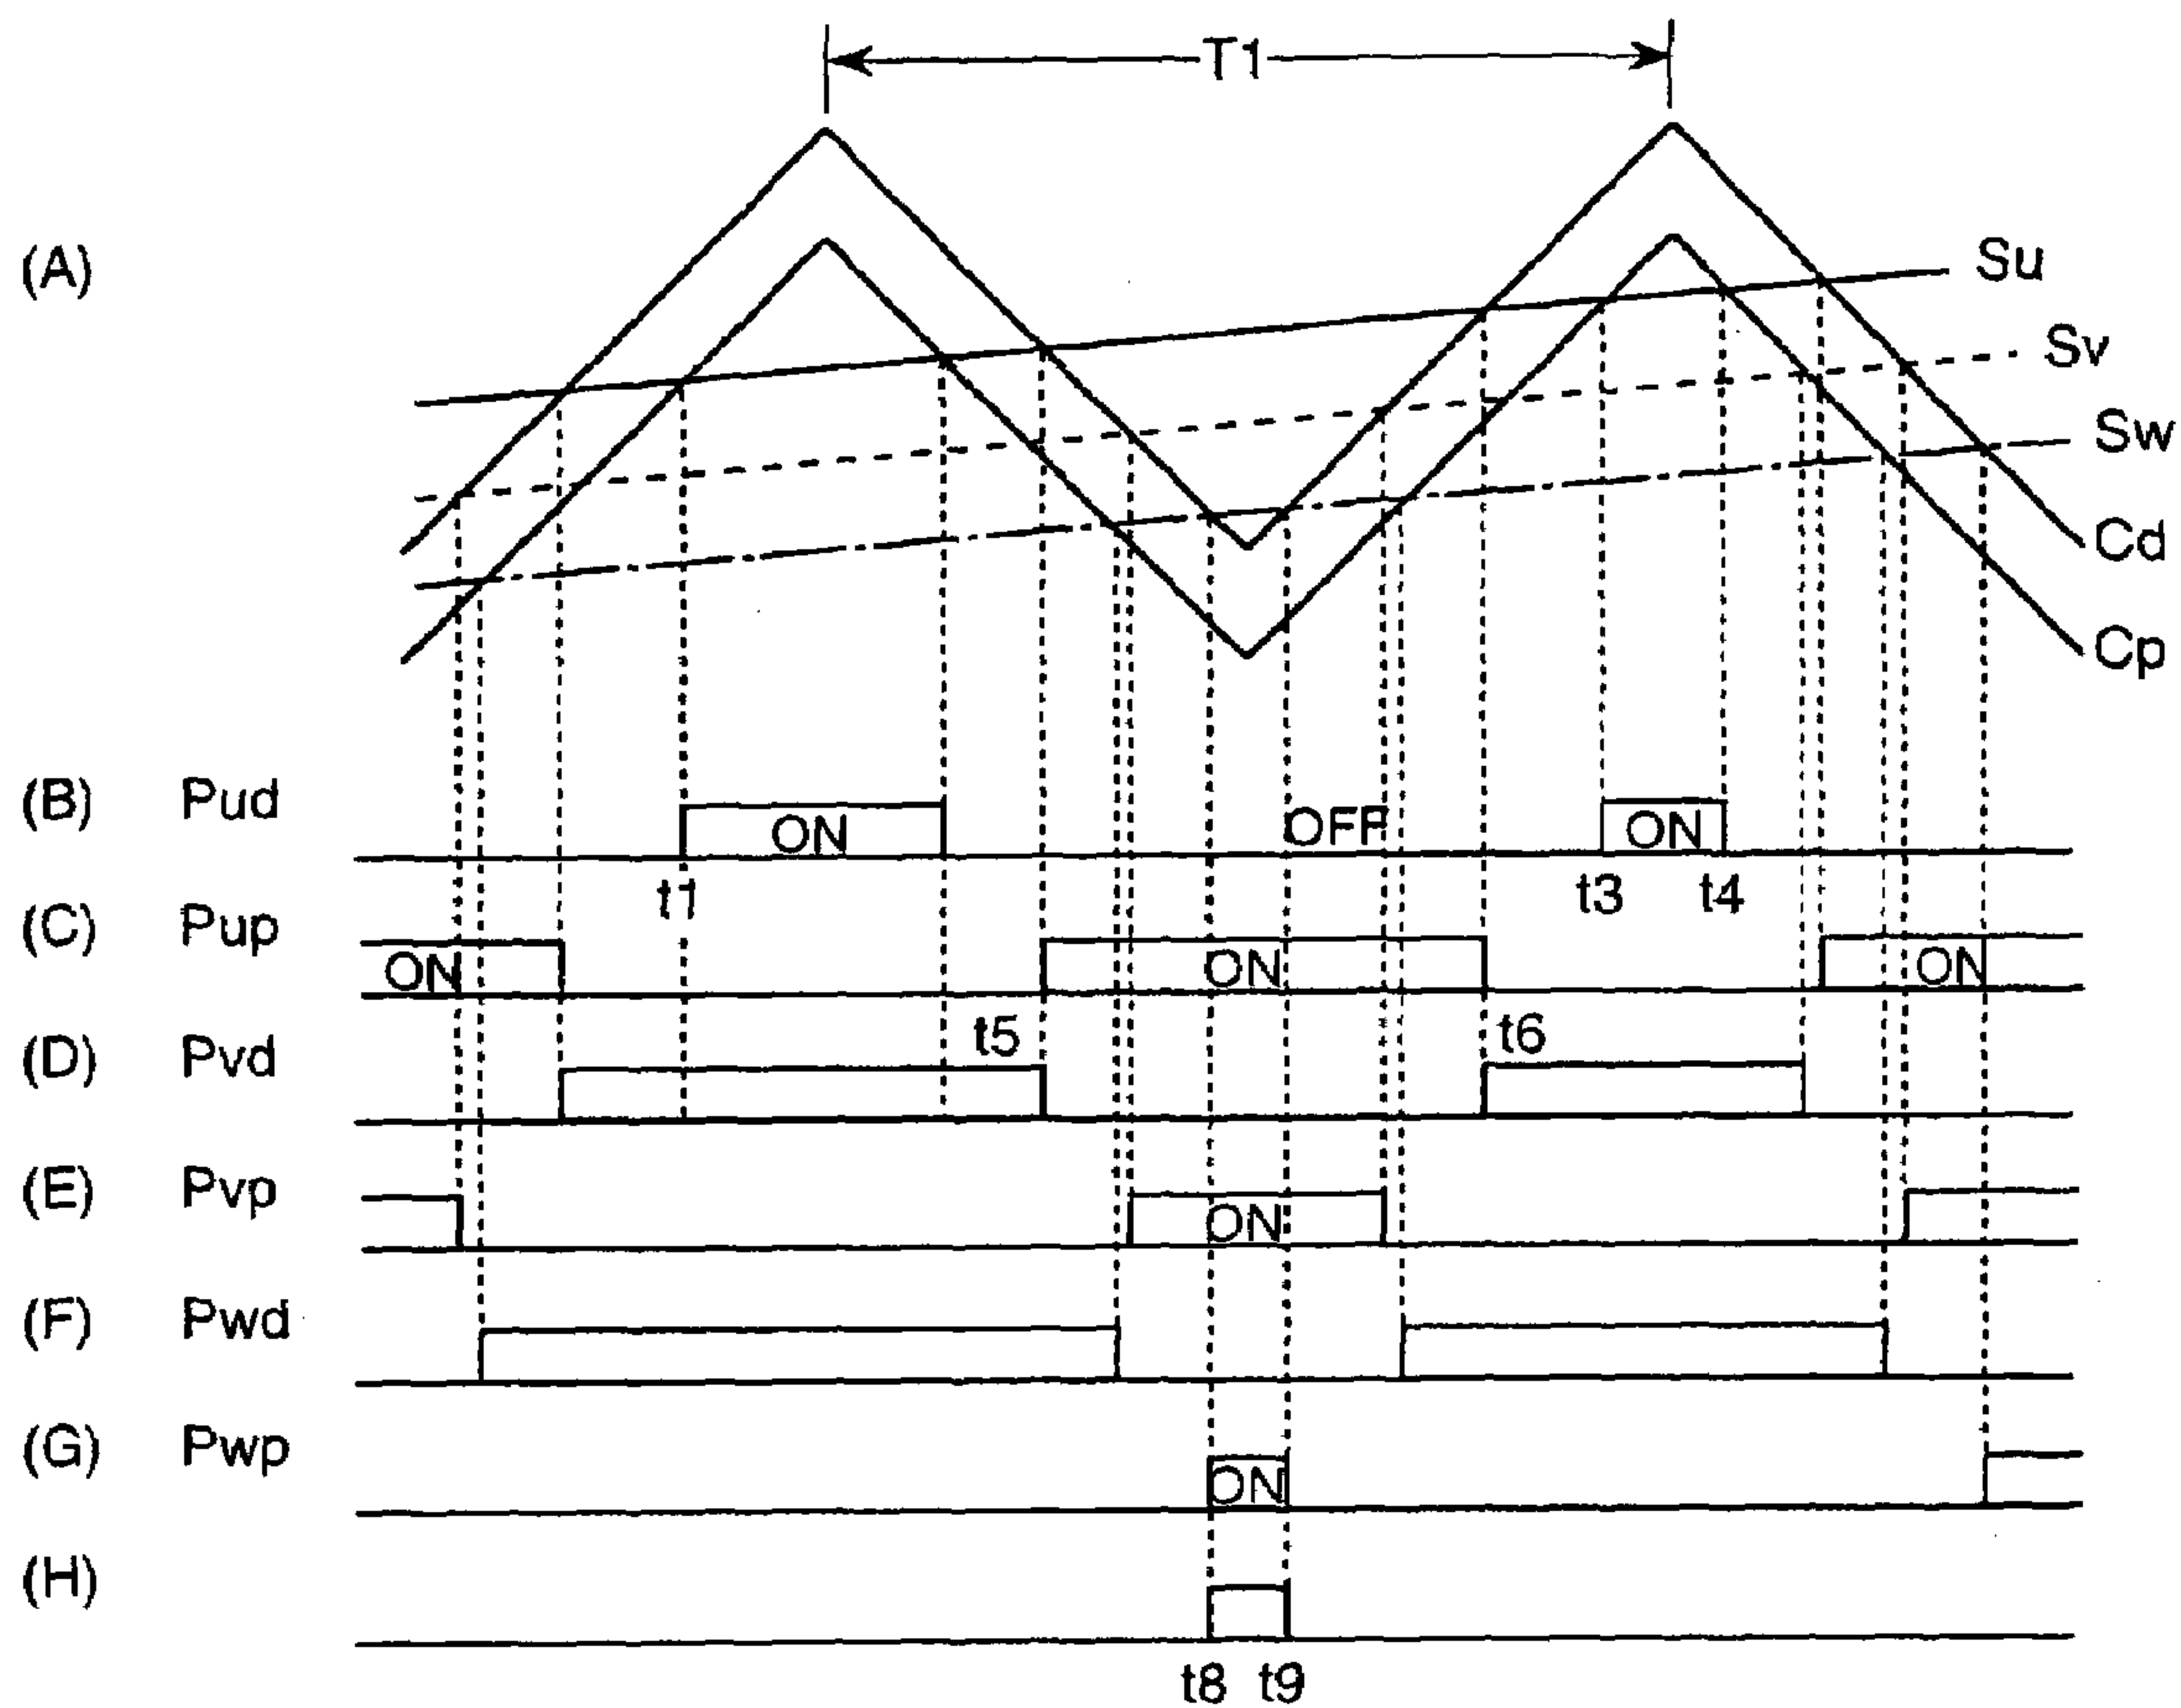 T1
(A)
Su
Sv
Sw
Cd
Cp
(B) Pud ON OFF ON
t1 t3 t4
(C) Pup ON ON ON
t5 t6
(D) Pvd
(E) Pvp ON
(F) Pwd
(G) Pwp ON
(H)
t8 t9